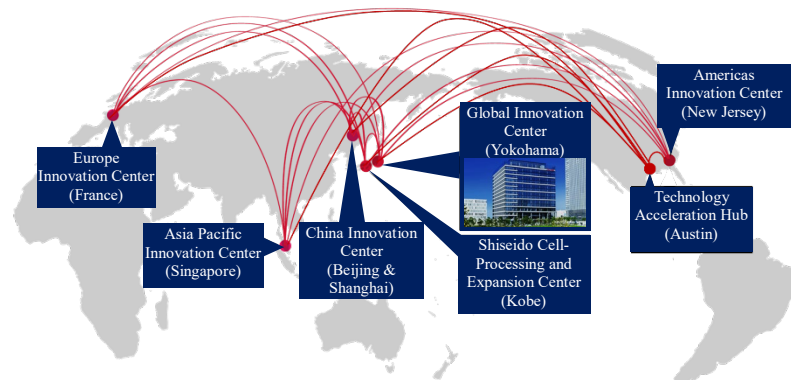 Europe
Innovation Center
(France)
Asia Pacific
Innovation Center
(Singapore)
China Innovation
Center
(Beijing &
Shanghai)
Global Innovation
Center
(Yokohama)
Shiseido Cell-
Processing and
Expansion Center
(Kobe)
Americas
Innovation Center
(New Jersey)
Technology
Acceleration Hub
(Austin)